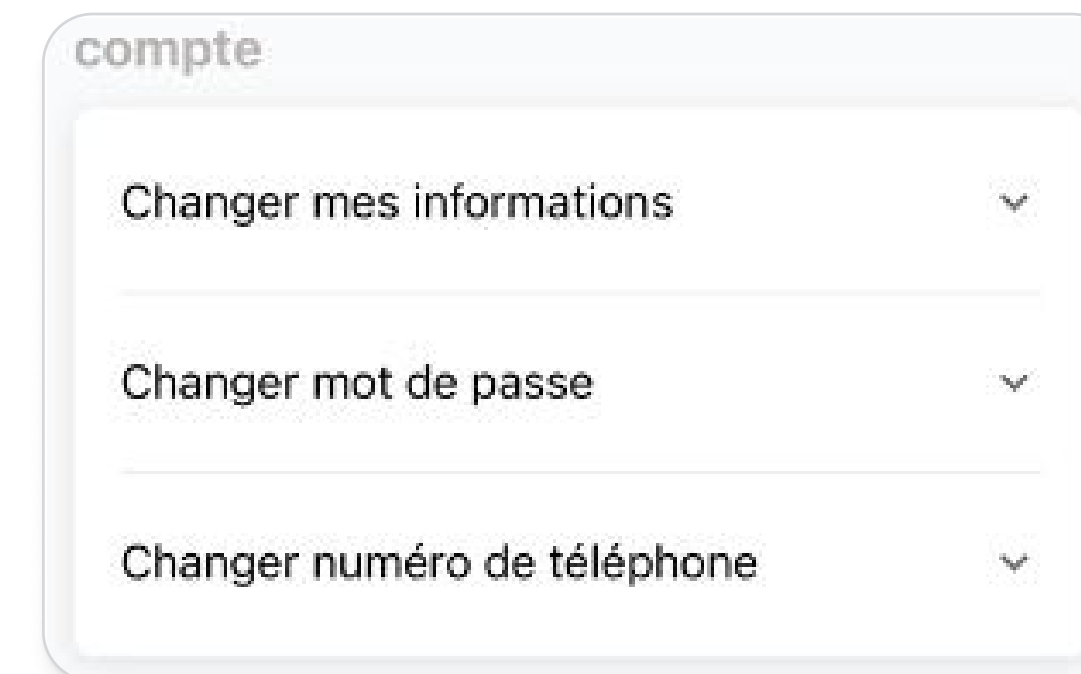 compte
Changer mes informations
Changer mot de passe
Changer numéro de téléphone